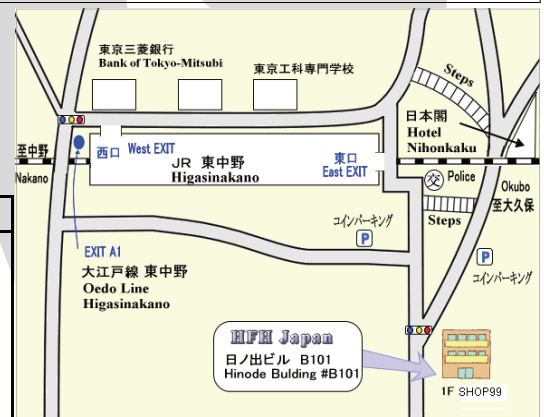 東京三菱銀行
Bank of Tokyo-Mitsubi
東京工科専門学校
Steps
日本閣
Hotel
Nihonkaku
至中野
Nakano
西口 West EXIT
JR 東中野
Higasinakano
東口
East EXIT
交 Police
Okubo
至大久保
Steps
コインパーキング
P
EXIT A1
大江戸線 東中野
Oedo Line
Higasinakano
P
コインパーキング
HFH Japan
日ノ出ビル B101
Hinode Bulding #B101
1F SHOP99